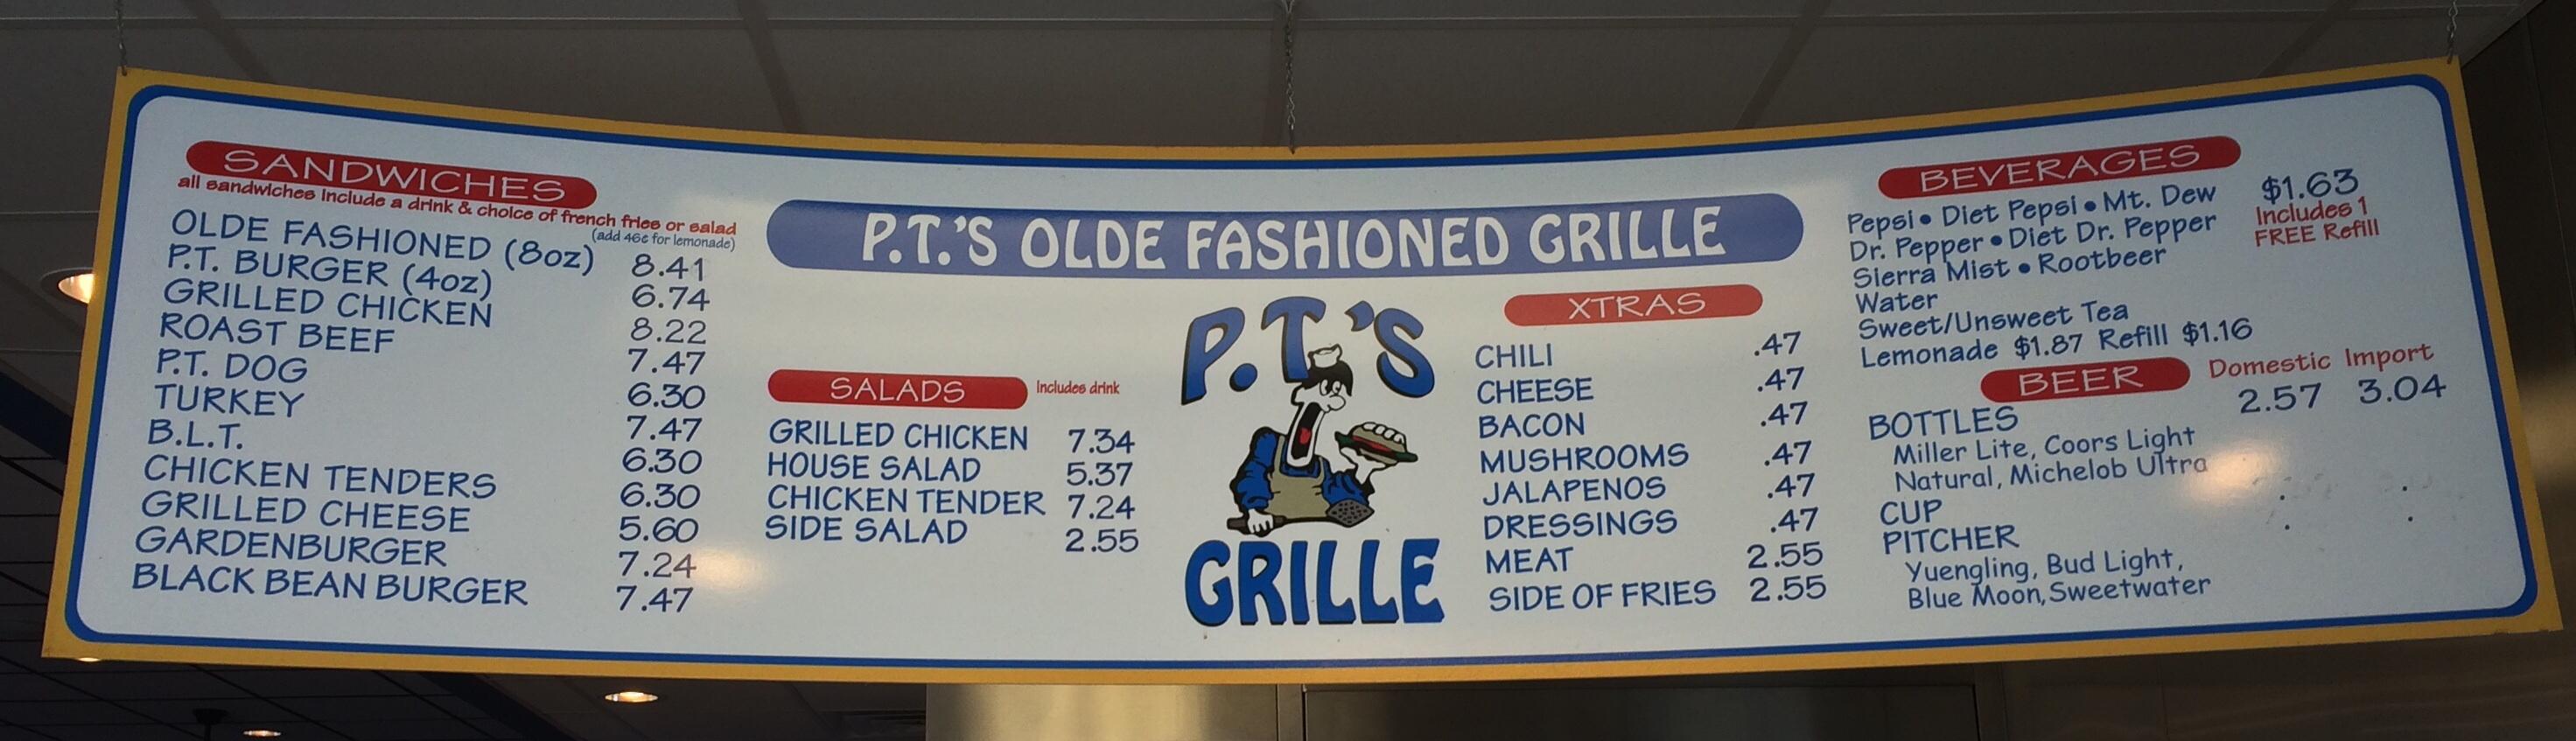 SANDWICHES
all sandwiches include a drink & choice of french fries or salad
(add 46¢ for lemonade)
OLDE FASHIONED (8oz) 8.41
P.T. BURGER (4oz) 6.74
GRILLED CHICKEN 8.22
ROAST BEEF 7.47
P.T. DOG 6.30
TURKEY 7.47
B.L.T. 6.30
CHICKEN TENDERS 6.30
GRILLED CHEESE 5.60
GARDENBURGER 7.24
BLACK BEAN BURGER 7.47
P.T.'S OLDE FASHIONED GRILLE
SALADS Includes drink
GRILLED CHICKEN 7.34
HOUSE SALAD 5.37
CHICKEN TENDER 7.24
SIDE SALAD 2.55
P.T.'S
GRILLE
XTRAS
CHILI .47
CHEESE .47
BACON .47
MUSHROOMS .47
JALAPENOS .47
DRESSINGS .47
MEAT 2.55
SIDE OF FRIES 2.55
BEVERAGES
Pepsi • Diet Pepsi • Mt. Dew $1.63
Dr. Pepper • Diet Dr. Pepper Includes 1
Sierra Mist • Rootbeer FREE Refill
Water
Sweet/Unsweet Tea
Lemonade $1.87 Refill $1.16
BEER Domestic Import
BOTTLES 2.57 3.04
Miller Lite, Coors Light
Natural, Michelob Ultra
CUP
PITCHER
Yuengling, Bud Light,
Blue Moon, Sweetwater